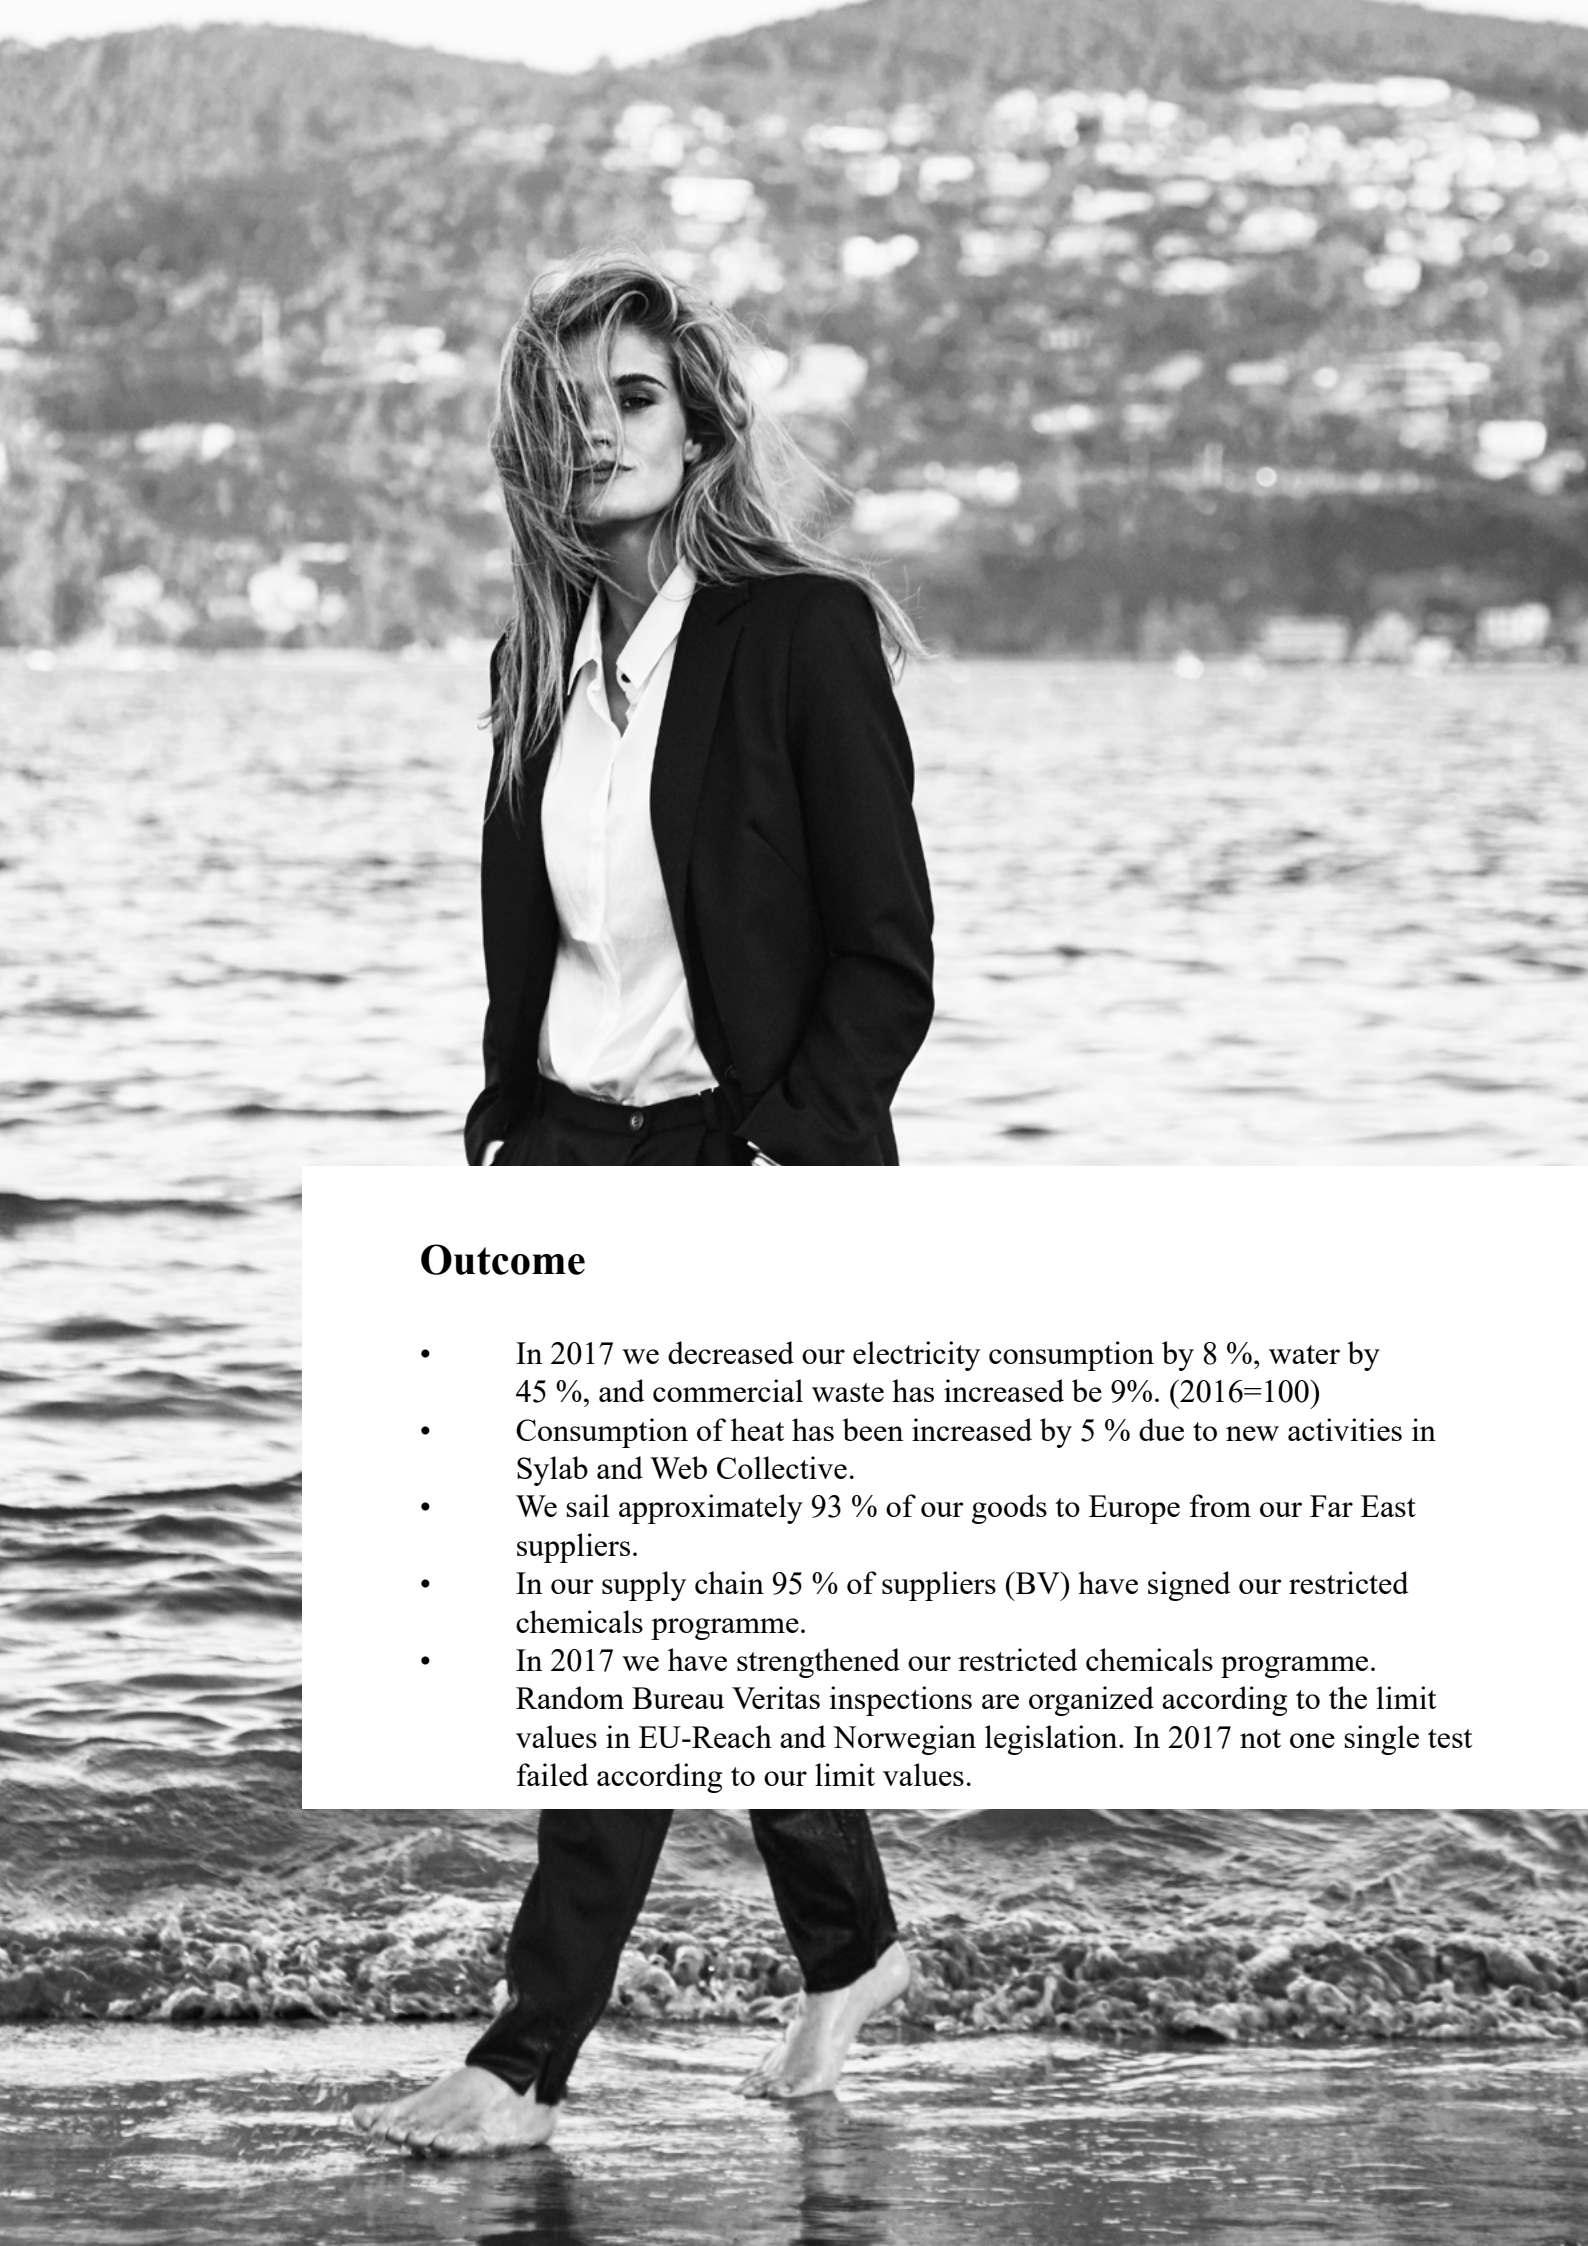 Outcome
• In 2017 we decreased our electricity consumption by 8 %, water by
45 %, and commercial waste has increased be 9%. (2016=100)
• Consumption of heat has been increased by 5 % due to new activities in
Sylab and Web Collective.
• We sail approximately 93 % of our goods to Europe from our Far East
suppliers.
• In our supply chain 95 % of suppliers (BV) have signed our restricted
chemicals programme.
• In 2017 we have strengthened our restricted chemicals programme.
Random Bureau Veritas inspections are organized according to the limit
values in EU-Reach and Norwegian legislation. In 2017 not one single test
failed according to our limit values.